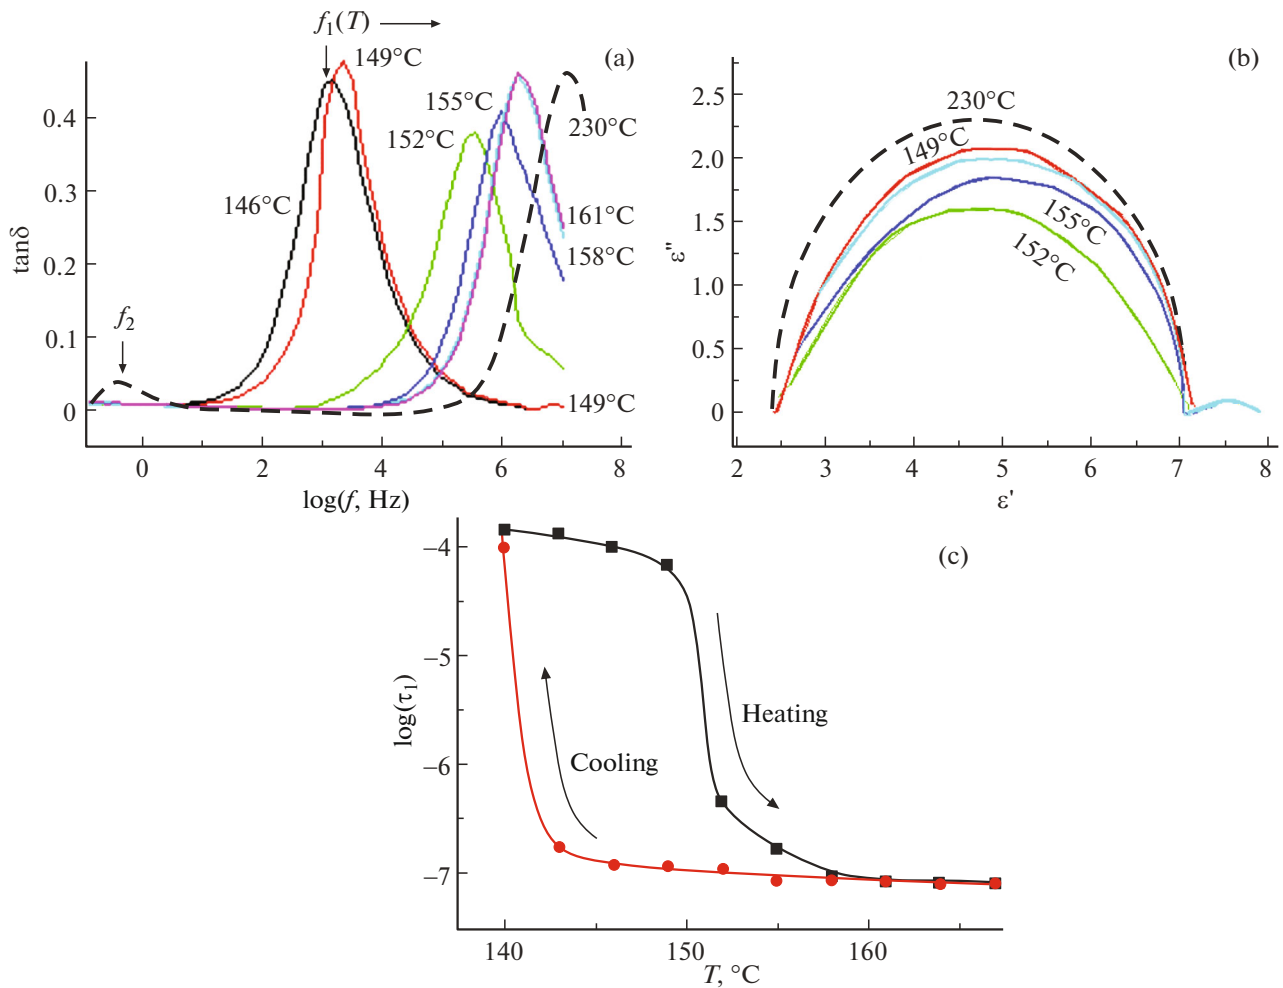 f₁(T)
(a)
149°C
0.4
0.3
0.2
0.1
0
tanδ
155°C
152°C
230°C
146°C
161°C
158°C
f₂
149°C
0
2
4
6
8
log(f, Hz)
(b)
2.5
2.0
1.5
1.0
0.5
0
ε''
230°C
149°C
155°C
152°C
2
3
4
5
6
7
8
ε'
(c)
–4
–5
–6
–7
log(τ₁)
Heating
Cooling
140
150
160
T, °C